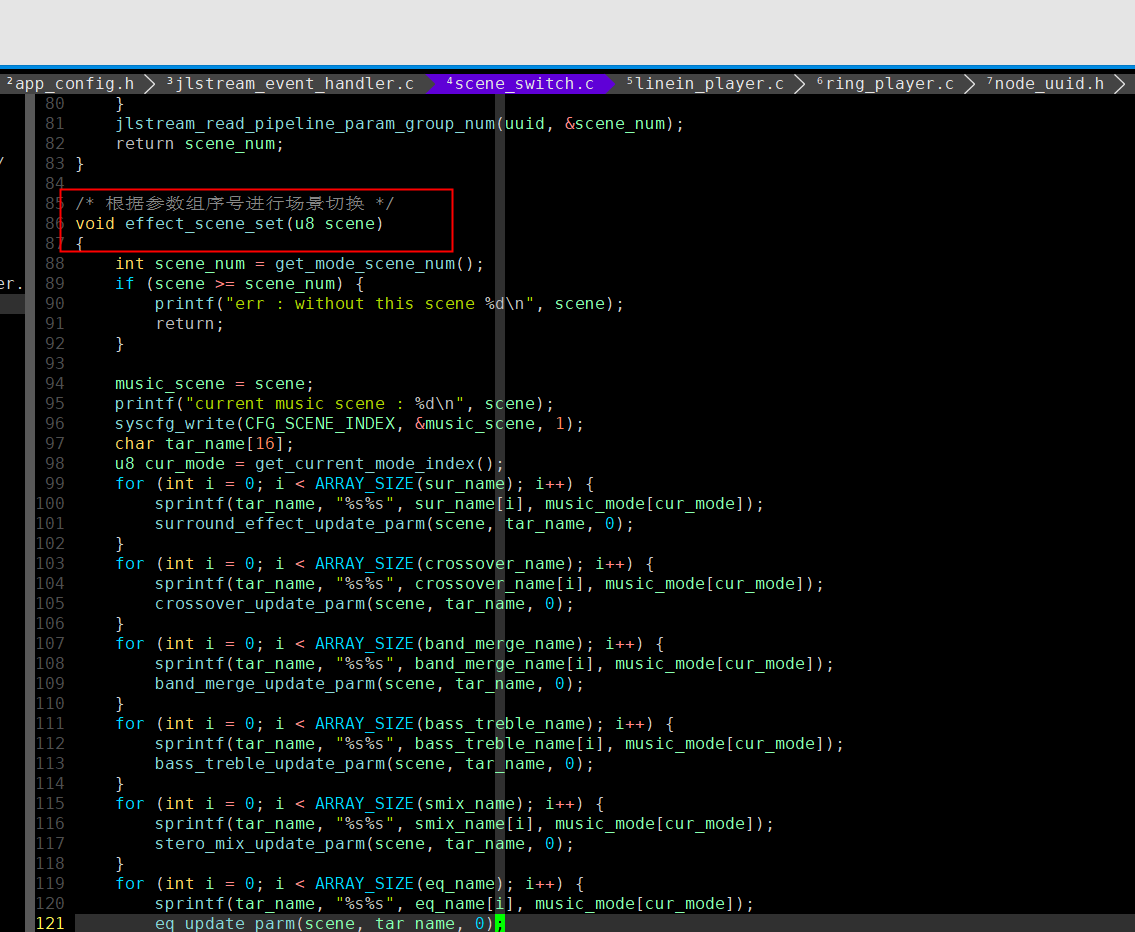 ²app_config.h ³jlstream_event_handler.c ⁴scene_switch.c ⁵linein_player.c ⁶ring_player.c ⁷node_uuid.h
80     }
81     jlstream_read_pipeline_param_group_num(uuid, &scene_num);
82     return scene_num;
83 }
84
85 /* 根据参数组序号进行场景切换 */
86 void effect_scene_set(u8 scene)
87 {
88     int scene_num = get_mode_scene_num();
er. 89     if (scene >= scene_num) {
90         printf("err : without this scene %d\n", scene);
91         return;
92     }
93
94     music_scene = scene;
95     printf("current music scene : %d\n", scene);
96     syscfg_write(CFG_SCENE_INDEX, &music_scene, 1);
97     char tar_name[16];
98     u8 cur_mode = get_current_mode_index();
99     for (int i = 0; i < ARRAY_SIZE(sur_name); i++) {
100         sprintf(tar_name, "%s%s", sur_name[i], music_mode[cur_mode]);
101         surround_effect_update_parm(scene, tar_name, 0);
102     }
103     for (int i = 0; i < ARRAY_SIZE(crossover_name); i++) {
104         sprintf(tar_name, "%s%s", crossover_name[i], music_mode[cur_mode]);
105         crossover_update_parm(scene, tar_name, 0);
106     }
107     for (int i = 0; i < ARRAY_SIZE(band_merge_name); i++) {
108         sprintf(tar_name, "%s%s", band_merge_name[i], music_mode[cur_mode]);
109         band_merge_update_parm(scene, tar_name, 0);
110     }
111     for (int i = 0; i < ARRAY_SIZE(bass_treble_name); i++) {
112         sprintf(tar_name, "%s%s", bass_treble_name[i], music_mode[cur_mode]);
113         bass_treble_update_parm(scene, tar_name, 0);
114     }
115     for (int i = 0; i < ARRAY_SIZE(smix_name); i++) {
116         sprintf(tar_name, "%s%s", smix_name[i], music_mode[cur_mode]);
117         stero_mix_update_parm(scene, tar_name, 0);
118     }
119     for (int i = 0; i < ARRAY_SIZE(eq_name); i++) {
120         sprintf(tar_name, "%s%s", eq_name[i], music_mode[cur_mode]);
121         eq_update_parm(scene, tar_name, 0);